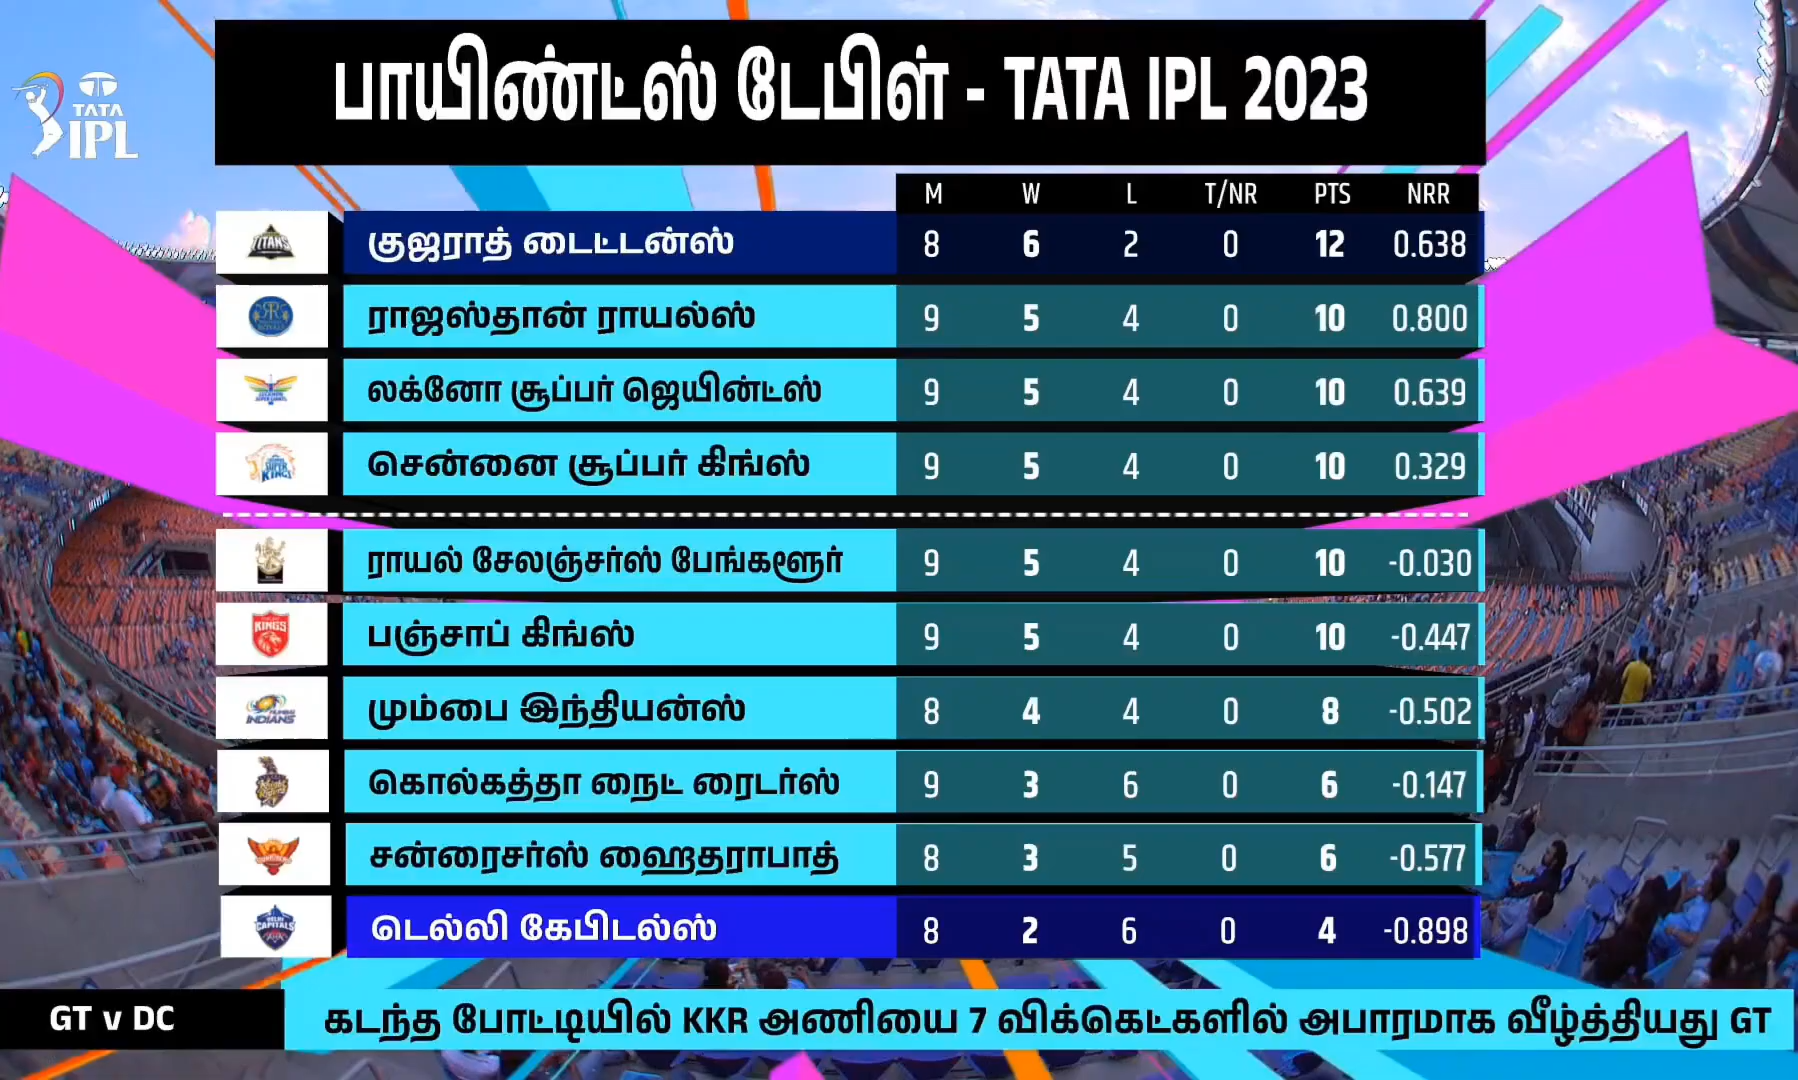 பாயிண்ட்ஸ் டேபிள் - TATA IPL 2023
TATA
IPL
M W L T/NR PTS NRR
TITANS குஜராத் டைட்டன்ஸ் 8 6 2 0 12 0.638
ராஜஸ்தான் ராயல்ஸ் 9 5 4 0 10 0.800
லக்னோ சூப்பர் ஜெயின்ட்ஸ் 9 5 4 0 10 0.639
சென்னை சூப்பர் கிங்ஸ் 9 5 4 0 10 0.329
ராயல் சேலஞ்சர்ஸ் பேங்களூர் 9 5 4 0 10 -0.030
KINGS பஞ்சாப் கிங்ஸ் 9 5 4 0 10 -0.447
INDIANS மும்பை இந்தியன்ஸ் 8 4 4 0 8 -0.502
கொல்கத்தா நைட் ரைடர்ஸ் 9 3 6 0 6 -0.147
சன்ரைசர்ஸ் ஹைதராபாத் 8 3 5 0 6 -0.577
CAPITALS டெல்லி கேபிடல்ஸ் 8 2 6 0 4 -0.898
GT v DC கடந்த போட்டியில் KKR அணியை 7 விக்கெட்களில் அபாரமாக வீழ்த்தியது GT